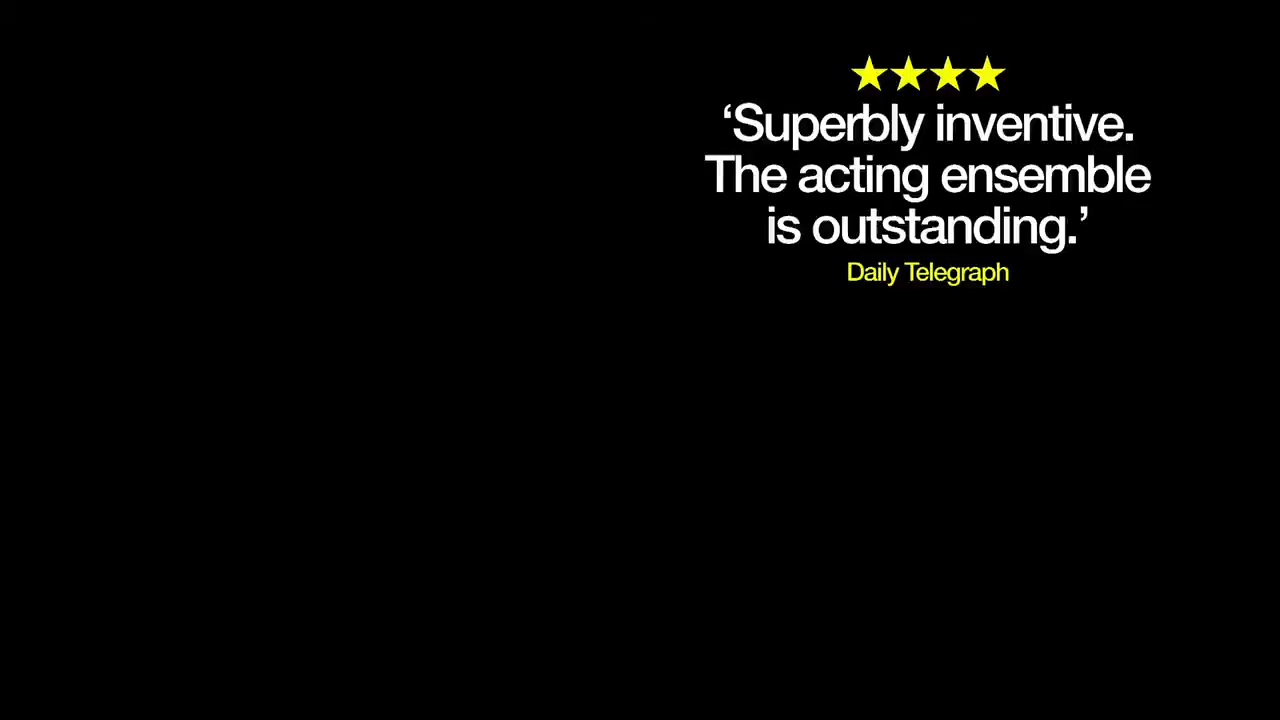 ★★★★
‘Superbly inventive.
The acting ensemble
is outstanding.’
Daily Telegraph